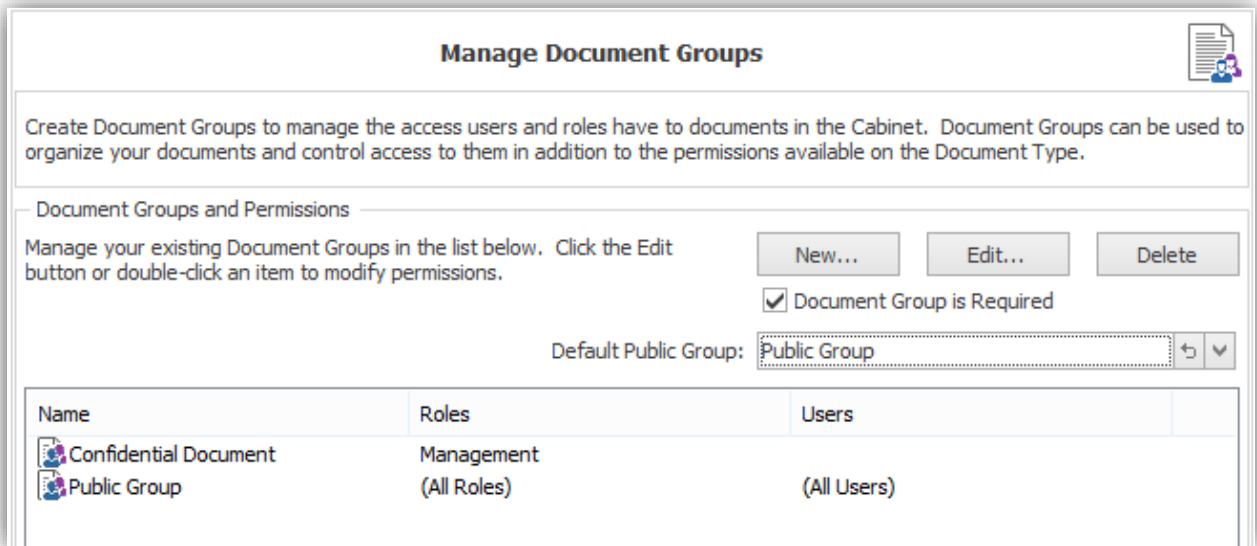 Manage Document Groups
Create Document Groups to manage the access users and roles have to documents in the Cabinet.  Document Groups can be used to
organize your documents and control access to them in addition to the permissions available on the Document Type.
Document Groups and Permissions
Manage your existing Document Groups in the list below.  Click the Edit
button or double-click an item to modify permissions.
New...
Edit...
Delete
Document Group is Required
Default Public Group: Public Group
Name Roles Users
Confidential Document Management
Public Group (All Roles) (All Users)